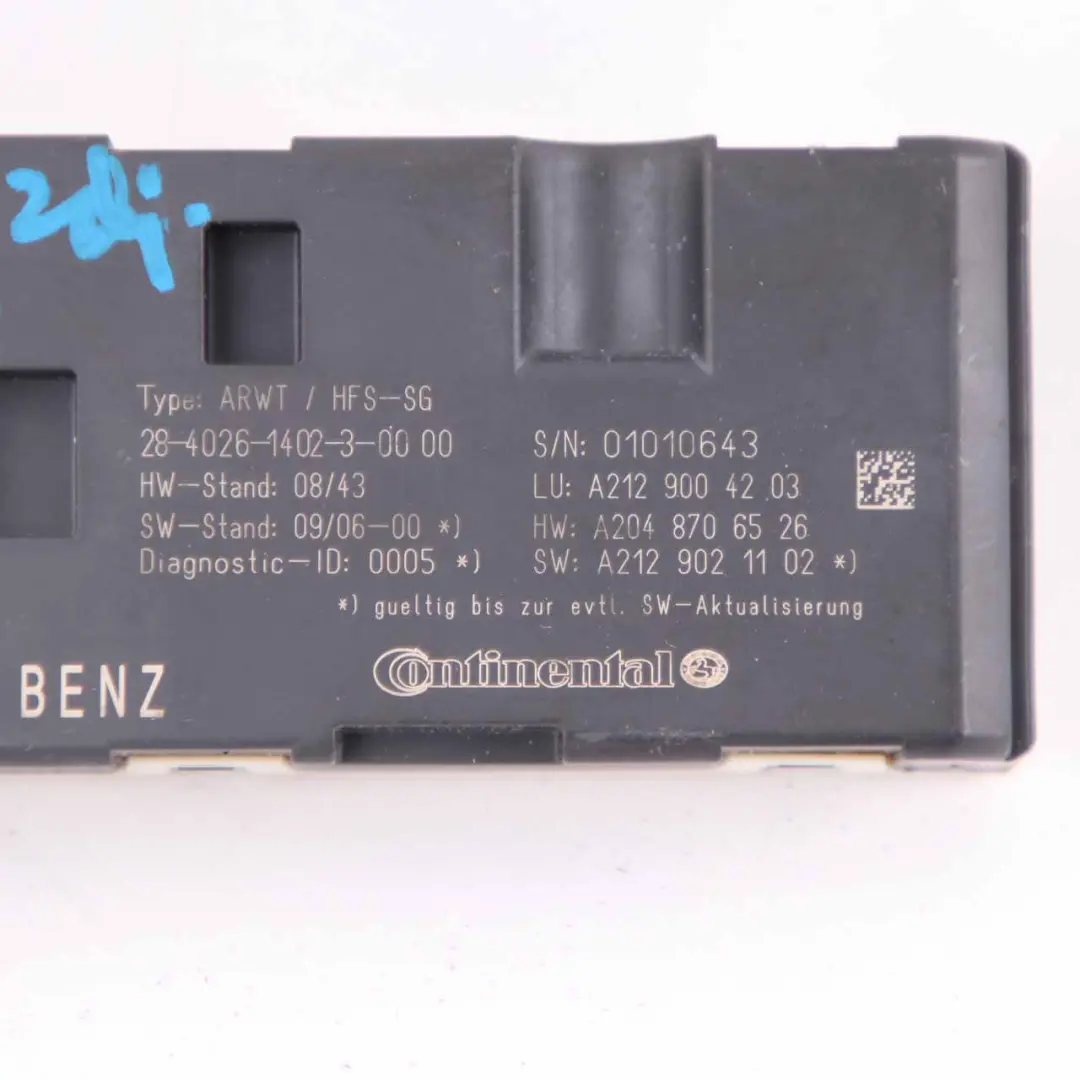 Type: ARWT / HFS-SG
28-4026-1402-3-00 00
HW-Stand: 08/43
SW-Stand: 09/06-00 *)
Diagnostic-ID: 0005 *)
S/N: 01010643
LU: A212 900 42 03
HW: A204 870 65 26
SW: A212 902 11 02 *)
*) gueltig bis zur evtl. SW-Aktualisierung
BENZ
Continental